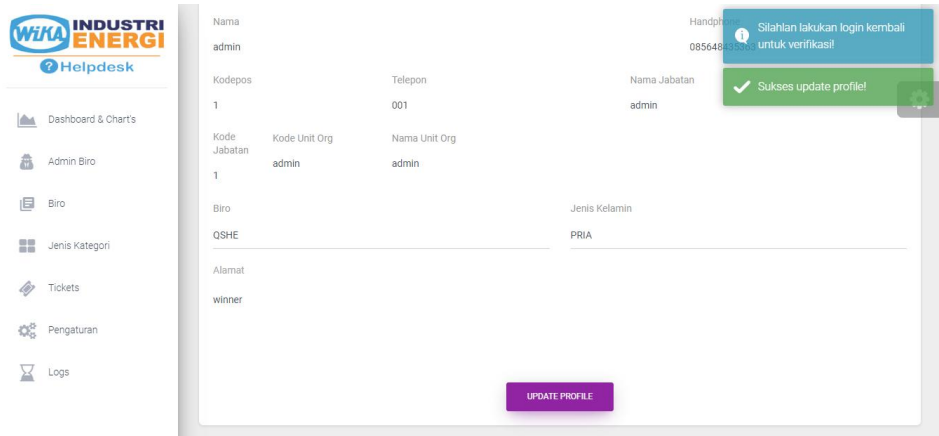 WiKA INDUSTRI ENERGI
Helpdesk
Dashboard & Chart's
Admin Biro
Biro
Jenis Kategori
Tickets
Pengaturan
Logs
Nama
admin
Handphone
Kodepos
1
Telepon
001
Nama Jabatan
admin
Kode Jabatan
1
Kode Unit Org
admin
Nama Unit Org
admin
Biro
QSHE
Jenis Kelamin
PRIA
Alamat
winner
UPDATE PROFILE
Silahlan lakukan login kembali
untuk verifikasi!
Sukses update profile!